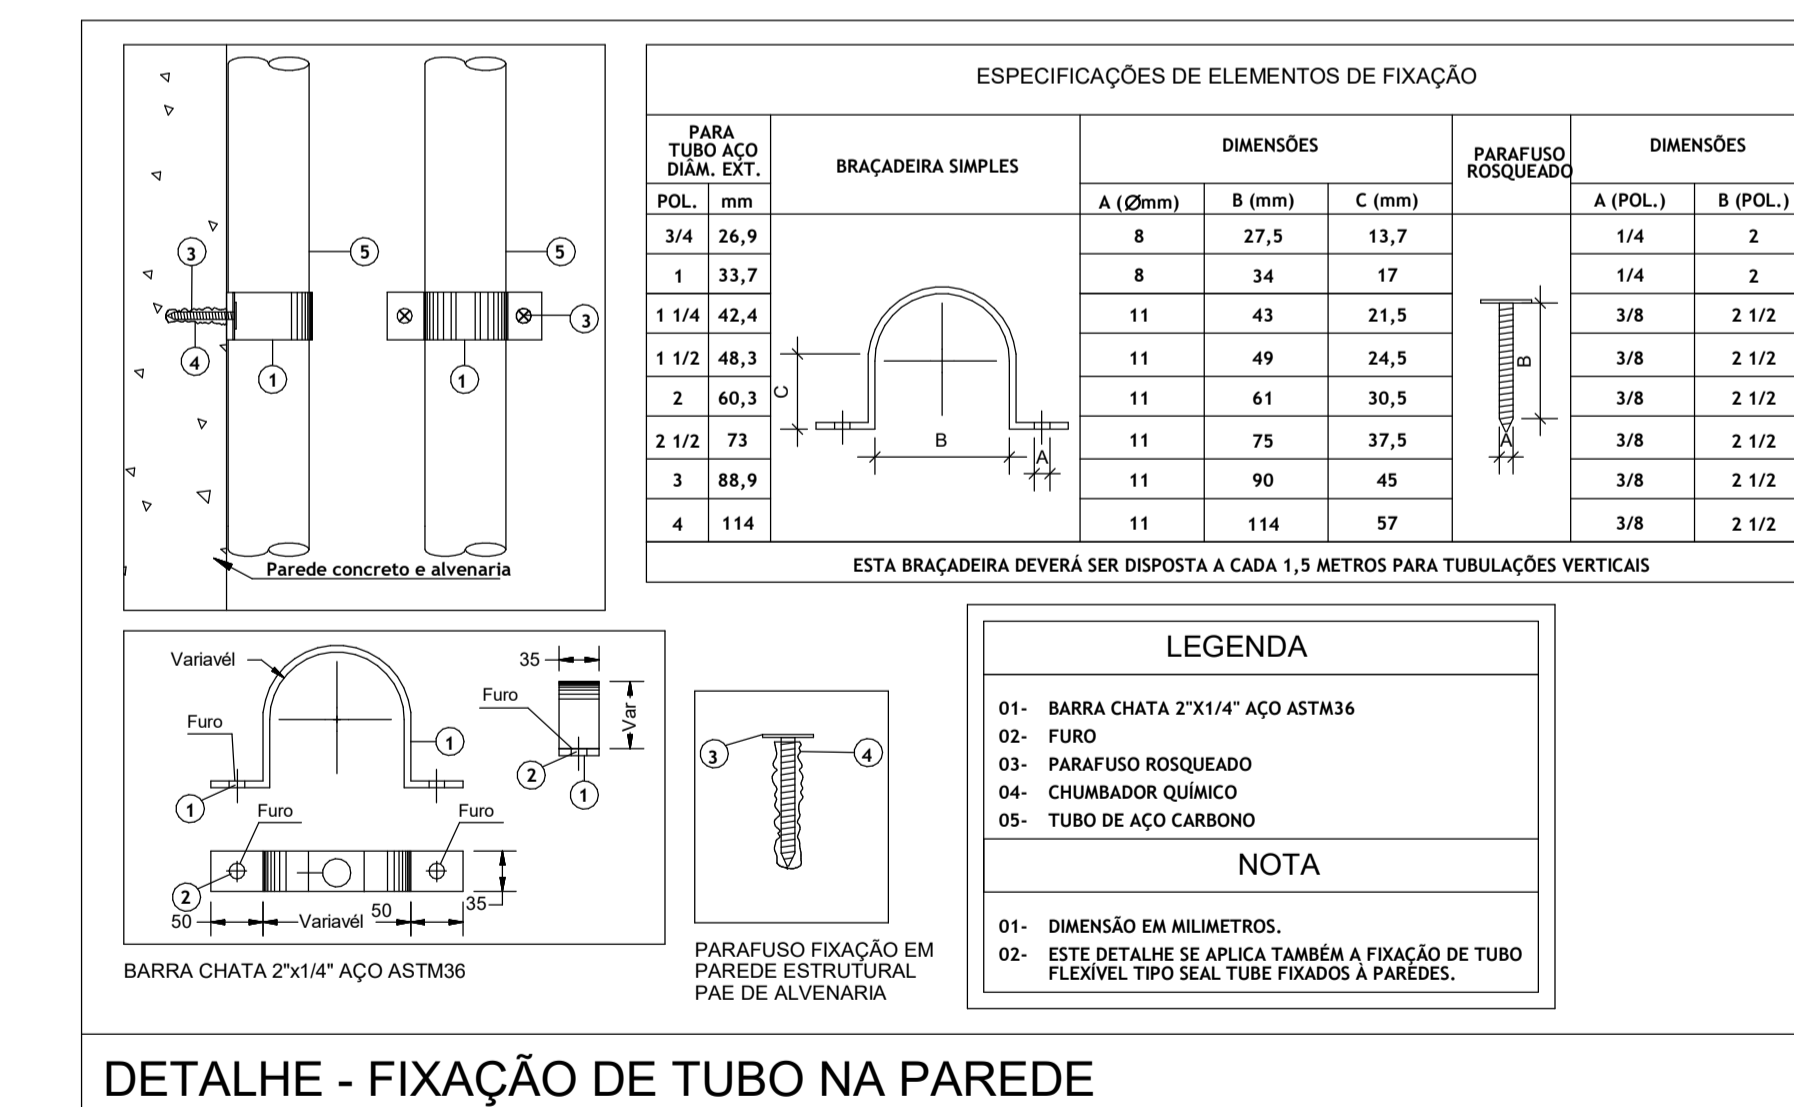 3
5
5
3
4
1
1
Parede concreto e alvenaria
ESPECIFICAÇÕES DE ELEMENTOS DE FIXAÇÃO
PARA
TUBO AÇO
DIÂM. EXT.
BRAÇADEIRA SIMPLES
DIMENSÕES
PARAFUSO
ROSQUEADO
DIMENSÕES
POL. mm A (Ømm) B (mm) C (mm) A (POL.) B (POL.)
3/4 26,9 8 27,5 13,7 1/4 2
1 33,7 8 34 17 1/4 2
1 1/4 42,4 11 43 21,5 3/8 2 1/2
1 1/2 48,3 11 49 24,5 3/8 2 1/2
2 60,3 11 61 30,5 3/8 2 1/2
2 1/2 73 11 75 37,5 3/8 2 1/2
3 88,9 11 90 45 3/8 2 1/2
4 114 11 114 57 3/8 2 1/2
C
B
A
B
A
ESTA BRAÇADEIRA DEVERÁ SER DISPOSTA A CADA 1,5 METROS PARA TUBULAÇÕES VERTICAIS
Variavél
Furo
1
1
35
Furo
Var
2
1
Furo
Furo
2
50
Variavél
50
35
BARRA CHATA 2"x1/4" AÇO ASTM36
3
4
PARAFUSO FIXAÇÃO EM
PAREDE ESTRUTURAL
PAE DE ALVENARIA
LEGENDA
01- BARRA CHATA 2"X1/4" AÇO ASTM36
02- FURO
03- PARAFUSO ROSQUEADO
04- CHUMBADOR QUÍMICO
05- TUBO DE AÇO CARBONO
NOTA
01- DIMENSÃO EM MILIMETROS.
02- ESTE DETALHE SE APLICA TAMBÉM A FIXAÇÃO DE TUBO
FLEXÍVEL TIPO SEAL TUBE FIXADOS À PAREDES.
DETALHE - FIXAÇÃO DE TUBO NA PAREDE